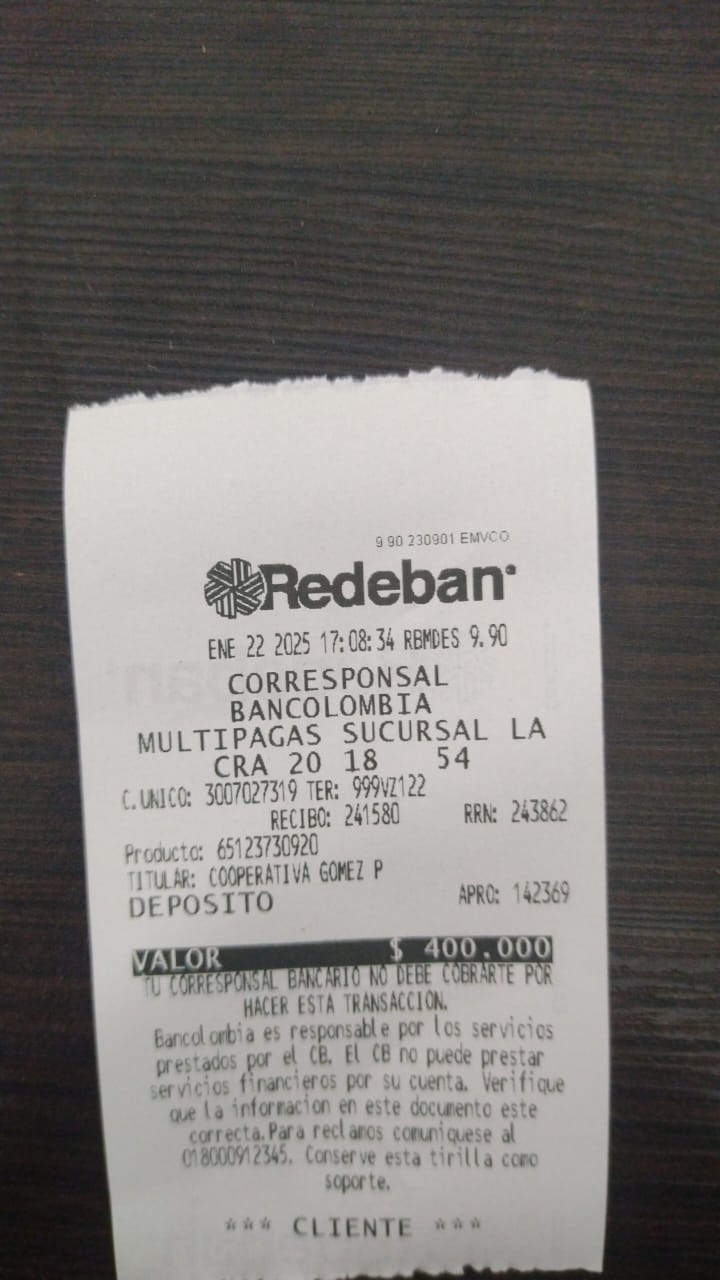 9 90 230901 EMVCO
Redeban
ENE 22 2025 17:08:34 RBMDES 9.90
CORRESPONSAL
BANCOLOMBIA
MULTIPAGAS SUCURSAL LA
CRA 20 18 54
C.UNICO: 3007027319 TER: 999VZ122
RECIBO: 241580 RRN: 243862
Producto: 65123730920
TITULAR: COOPERATIVA GOMEZ P
DEPOSITO APRO: 142369
VALOR $ 400.000
TU CORRESPONSAL BANCARIO NO DEBE COBRARTE POR
HACER ESTA TRANSACCION.
Bancolombia es responsable por los servicios
prestados por el CB. El CB no puede prestar
servicios financieros por su cuenta. Verifique
que la informacion en este documento este
correcta.Para reclamos comuniquese al
018000912345. Conserve esta tirilla como
soporte.
*** CLIENTE ***